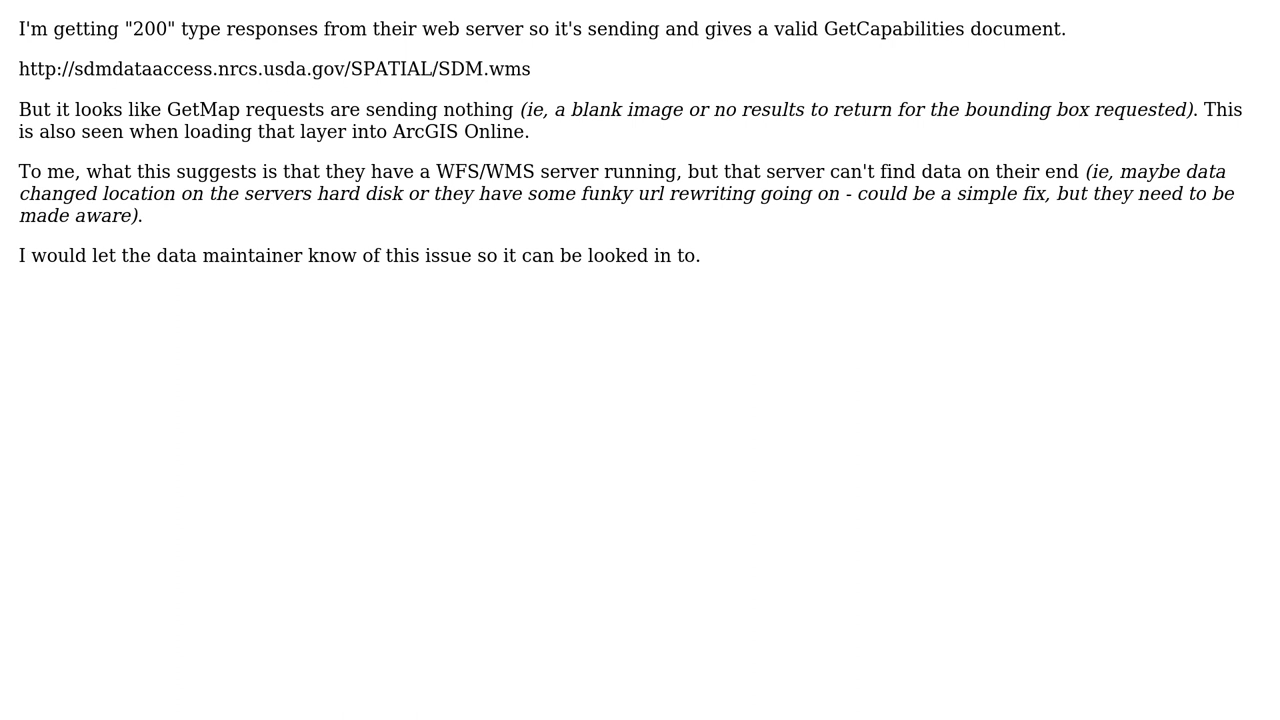 I'm getting "200" type responses from their web server so it's sending and gives a valid GetCapabilities document.
http://sdmdataaccess.nrcs.usda.gov/SPATIAL/SDM.wms
But it looks like GetMap requests are sending nothing (ie, a blank image or no results to return for the bounding box requested). This
is also seen when loading that layer into ArcGIS Online.
To me, what this suggests is that they have a WFS/WMS server running, but that server can't find data on their end (ie, maybe data
changed location on the servers hard disk or they have some funky url rewriting going on - could be a simple fix, but they need to be
made aware).
I would let the data maintainer know of this issue so it can be looked in to.